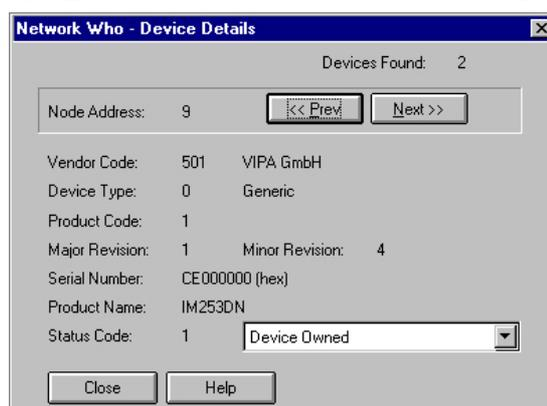 Network Who - Device Details
Devices Found: 2
Node Address: 9 << Prev Next >>
Vendor Code: 501 VIPA GmbH
Device Type: 0 Generic
Product Code: 1
Major Revision: 1 Minor Revision: 4
Serial Number: CE000000 (hex)
Product Name: IM253DN
Status Code: 1 Device Owned
Close Help